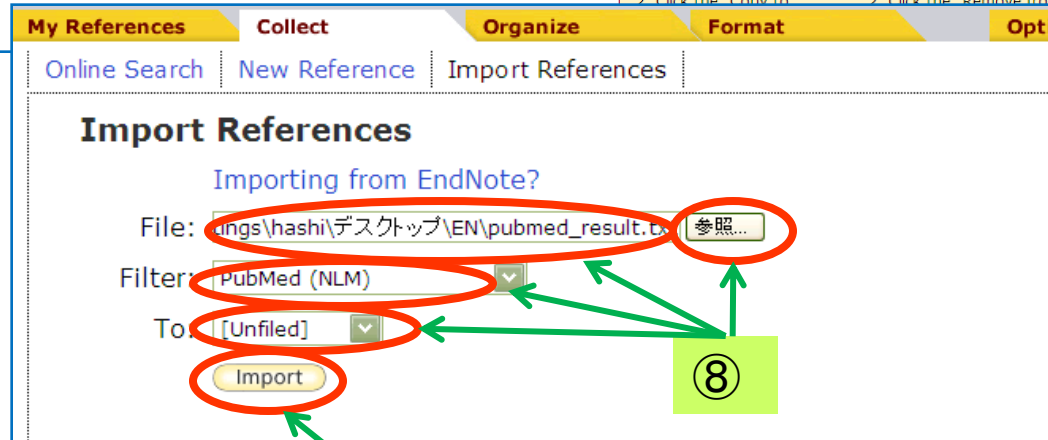 My References Collect Organize Format Opt
Online Search New Reference Import References
Import References
Importing from EndNote?
File: ings\hashi\デスクトップ\EN\pubmed_result.tx 参照...
Filter: PubMed (NLM)
To: [Unfiled]
Import
⑧